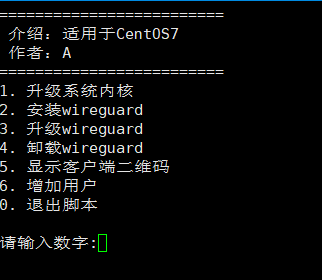 =========================
介绍：适用于CentOS7
作者：A
=========================
1. 升级系统内核
2. 安装wireguard
3. 升级wireguard
4. 卸载wireguard
5. 显示客户端二维码
6. 增加用户
0. 退出脚本
请输入数字: